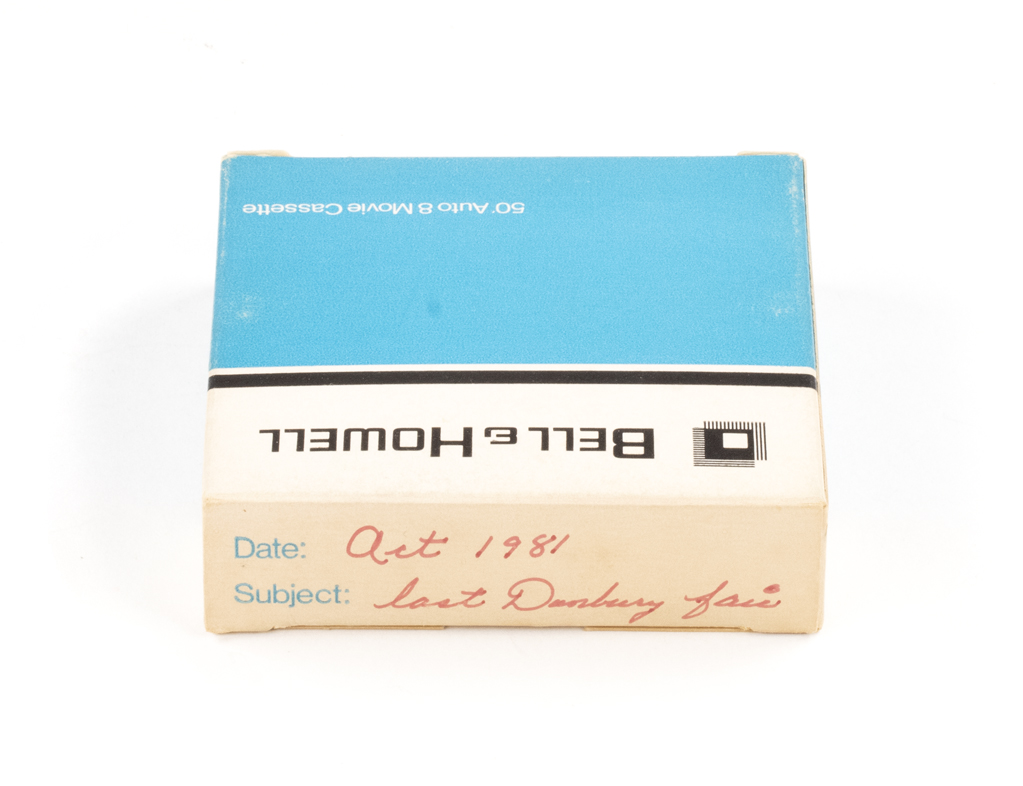 50' Auto 8 Movie Cassette
BELL & HOWELL
Date: Oct 1981
Subject: last Danbury fair